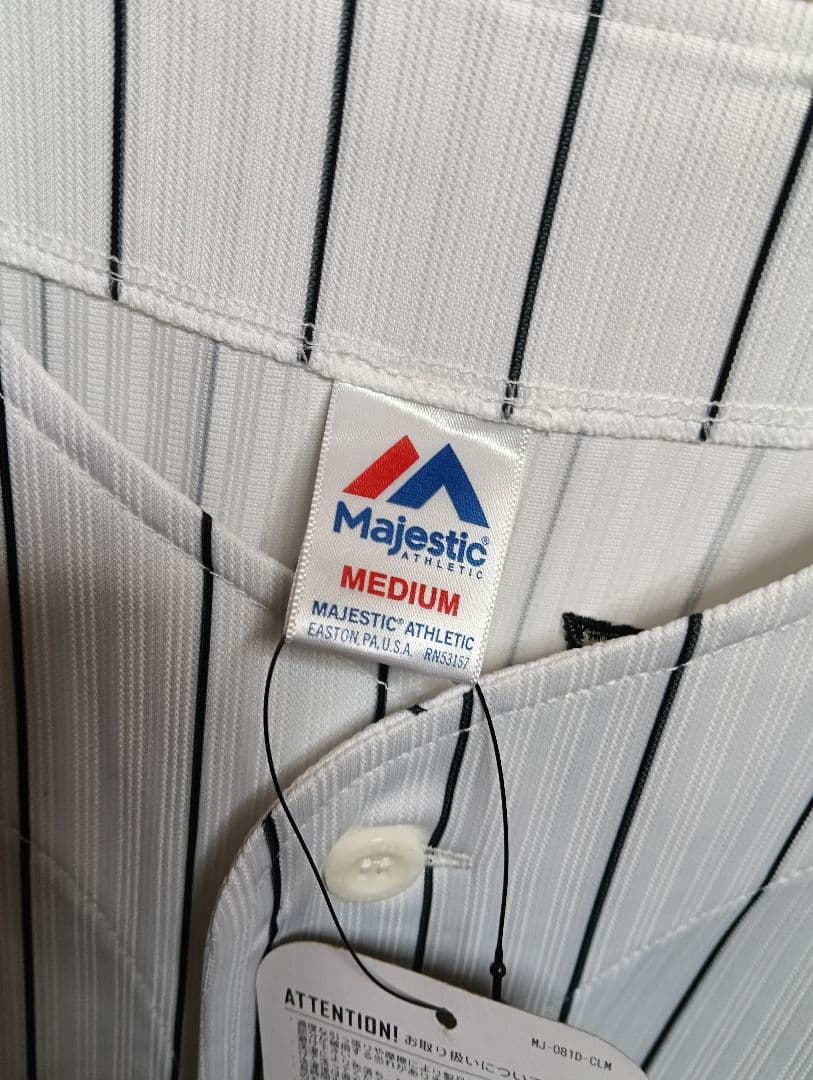 Majestic®
ATHLETIC
MEDIUM
MAJESTIC® ATHLETIC
EASTON, PA, U.S.A. RN53157
ATTENTION! お取り扱いについて
MJ-081D-CLM